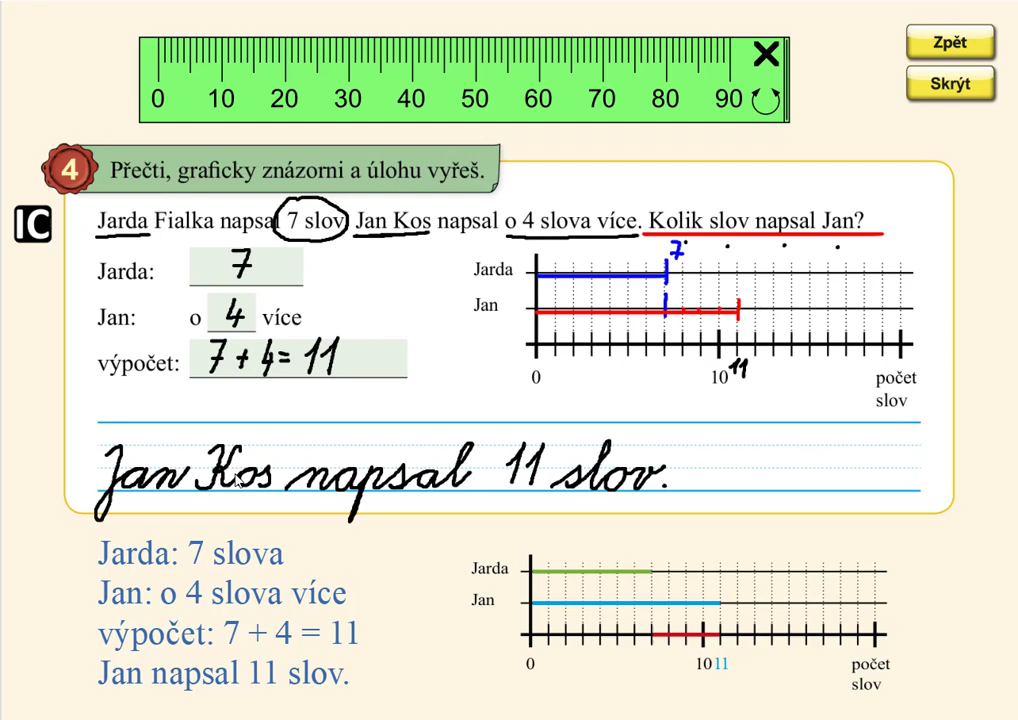 0 10 20 30 40 50 60 70 80 90
Zpět
Skrýt
4 Přečti, graficky znázorni a úlohu vyřeš.
IC
Jarda Fialka napsal 7 slov. Jan Kos napsal o 4 slova více. Kolik slov napsal Jan?
Jarda: 7
Jan: o 4 více
výpočet: 7 + 4 = 11
7
Jarda
Jan
0 10 11 počet
slov
Jan Kos napsal 11 slov.
Jarda: 7 slova
Jan: o 4 slova více
výpočet: 7 + 4 = 11
Jan napsal 11 slov.
Jarda
Jan
0 10 11 počet
slov